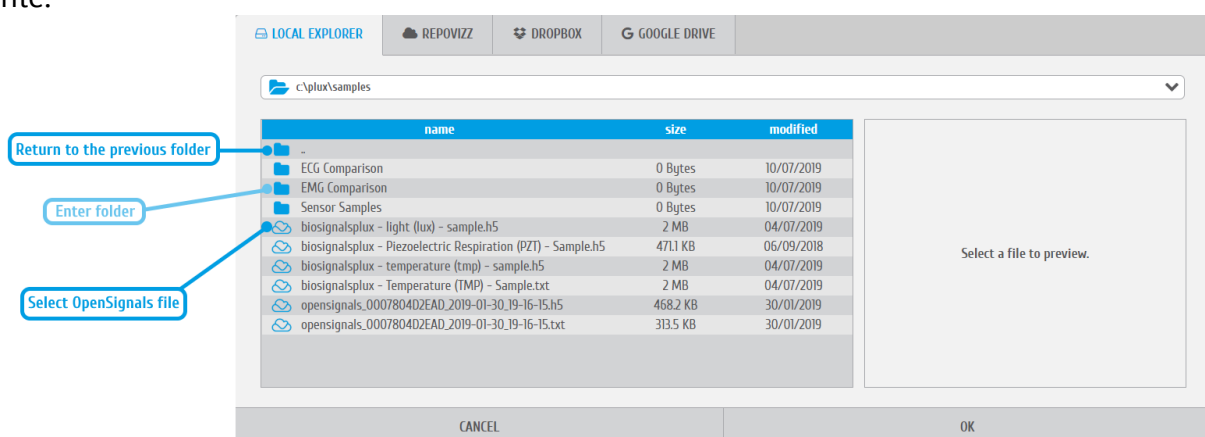 LOCAL EXPLORER REPOVIZZ DROPBOX GOOGLE DRIVE
c:\plux\samples
name size modified
Return to the previous folder
..
ECG Comparison 0 Bytes 10/07/2019
EMG Comparison 0 Bytes 10/07/2019
Enter folder
Sensor Samples 0 Bytes 10/07/2019
biosignalsplux - light (lux) - sample.h5 2 MB 04/07/2019
biosignalsplux - Piezoelectric Respiration (PZT) - Sample.h5 471.1 KB 06/09/2018
Select a file to preview.
biosignalsplux - temperature (tmp) - sample.h5 2 MB 04/07/2019
biosignalsplux - Temperature (TMP) - Sample.txt 2 MB 04/07/2019
Select OpenSignals file
opensignals_0007804D2EAD_2019-01-30_19-16-15.h5 468.2 KB 30/01/2019
opensignals_0007804D2EAD_2019-01-30_19-16-15.txt 313.5 KB 30/01/2019
CANCEL OK